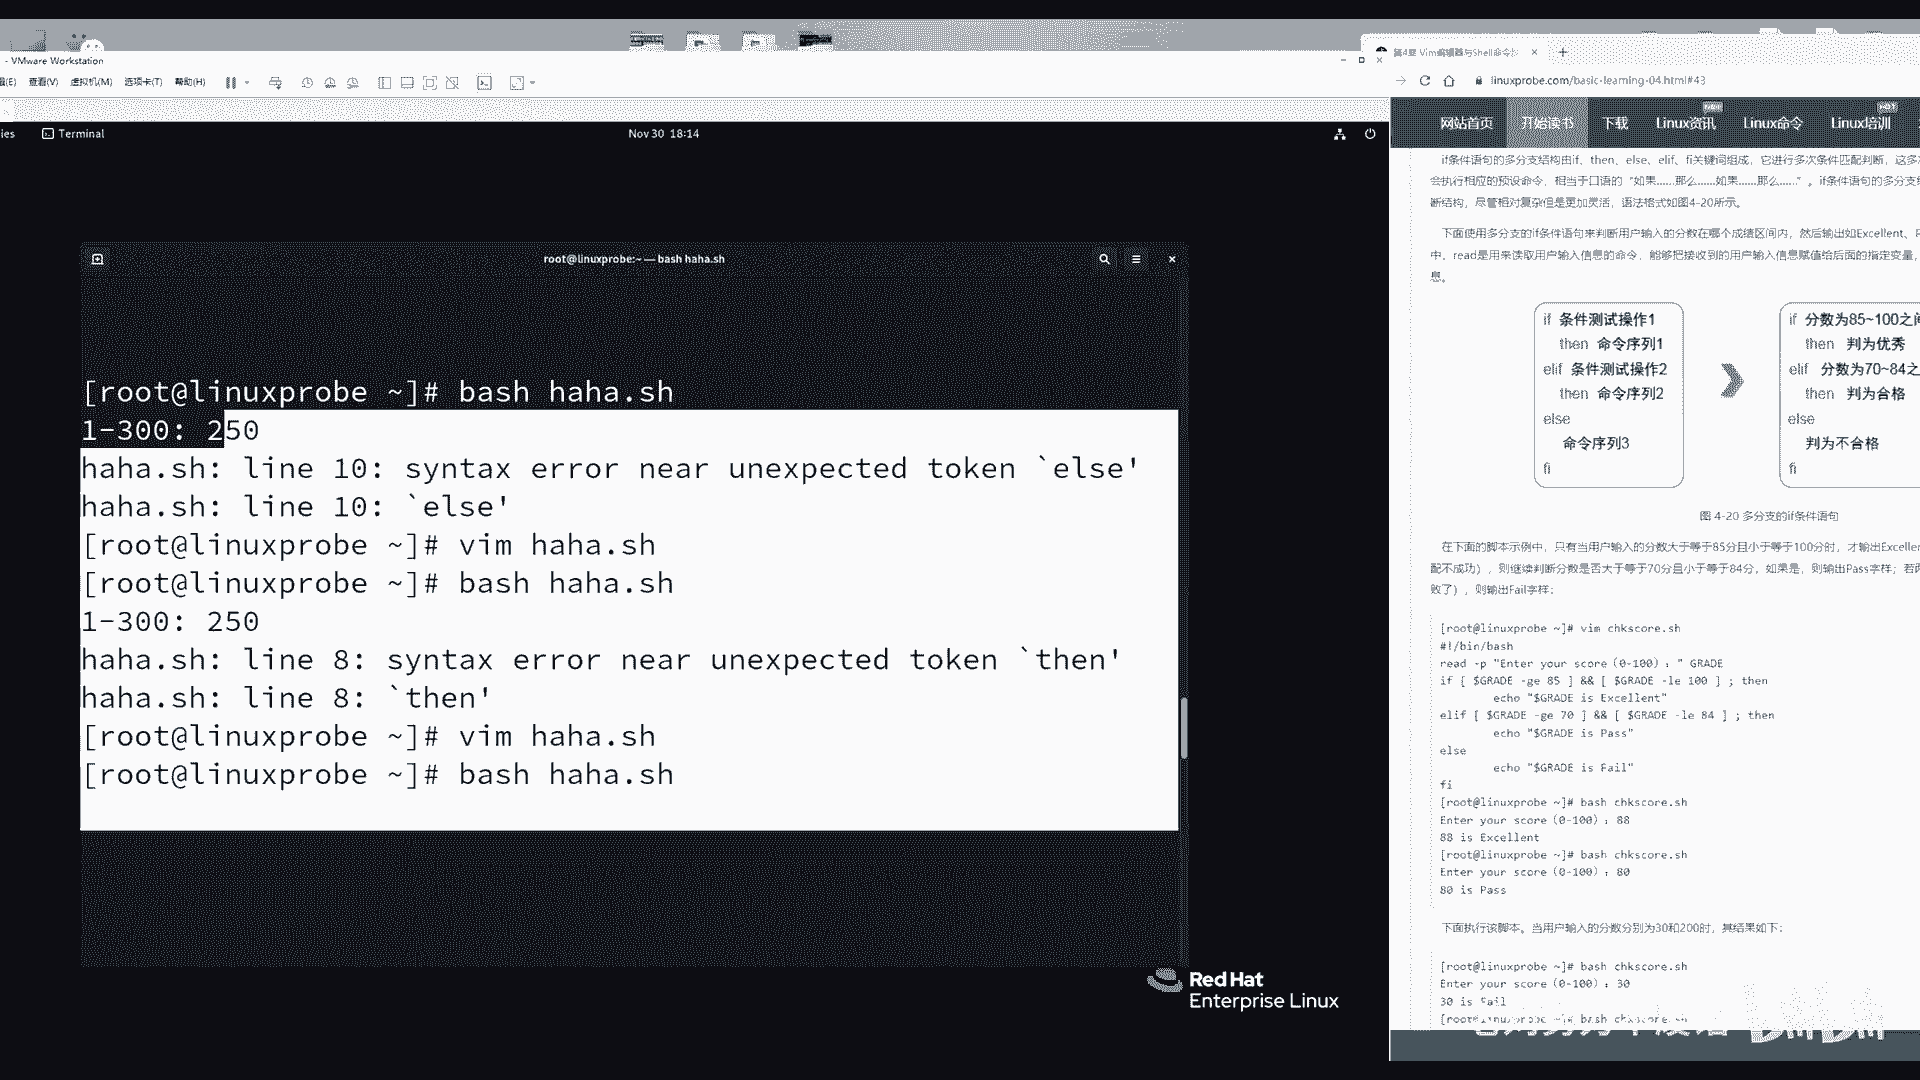 - VMware Workstation
查看(V) 虚拟机(M) 选项卡(T) 帮助(H)
ies Terminal Nov 30 18:14
root@linuxprobe:~ — bash haha.sh
[root@linuxprobe ~]# bash haha.sh
1-300: 250
haha.sh: line 10: syntax error near unexpected token `else'
haha.sh: line 10: `else'
[root@linuxprobe ~]# vim haha.sh
[root@linuxprobe ~]# bash haha.sh
1-300: 250
haha.sh: line 8: syntax error near unexpected token `then'
haha.sh: line 8: `then'
[root@linuxprobe ~]# vim haha.sh
[root@linuxprobe ~]# bash haha.sh
Red Hat
Enterprise Linux
第4章 Vim编辑器与Shell命令
linuxprobe.com/basic-learning-04.html#43
网站首页 开始读书 下载 Linux资讯 Linux命令 Linux培训
if条件语句的多分支结构由if、then、else、elif、fi关键词组成，它进行多次条件匹配判断，这多
会执行相应的预设命令，相当于口语的“如果……那么……如果……那么……”。if条件语句的多分支结
断结构，尽管相对复杂但是更加灵活，语法格式如图4-20所示。
下面使用多分支的if条件语句来判断用户输入的分数在哪个成绩区间内，然后输出如Excellent、
中，read是用来读取用户输入信息的命令，能够把接收到的用户输入信息赋值给后面的指定变量，
息。
if 条件测试操作1
then 命令序列1
elif 条件测试操作2
then 命令序列2
else
命令序列3
fi
if 分数为85~100之间
then 判为优秀
elif 分数为70~84之
then 判为合格
else
判为不合格
fi
图 4-20 多分支的if条件语句
在下面的脚本示例中，只有当用户输入的分数大于等于85分且小于等于100分时，才输出Excellen
配不成功），则继续判断分数是否大于等于70分且小于等于84分，如果是，则输出Pass字样；若两
败了），则输出Fail字样：
[root@linuxprobe ~]# vim chkscore.sh
#!/bin/bash
read -p "Enter your score（0-100）：" GRADE
if [ $GRADE -ge 85 ] && [ $GRADE -le 100 ] ; then
echo "$GRADE is Excellent"
elif [ $GRADE -ge 70 ] && [ $GRADE -le 84 ] ; then
echo "$GRADE is Pass"
else
echo "$GRADE is Fail"
fi
[root@linuxprobe ~]# bash chkscore.sh
Enter your score（0-100）：88
88 is Excellent
[root@linuxprobe ~]# bash chkscore.sh
Enter your score（0-100）：80
80 is Pass
下面执行该脚本。当用户输入的分数分别为30和200时，其结果如下：
[root@linuxprobe ~]# bash chkscore.sh
Enter your score（0-100）：30
30 is Fail
[root@linuxprobe ~]# bash chkscore.sh
bilibili